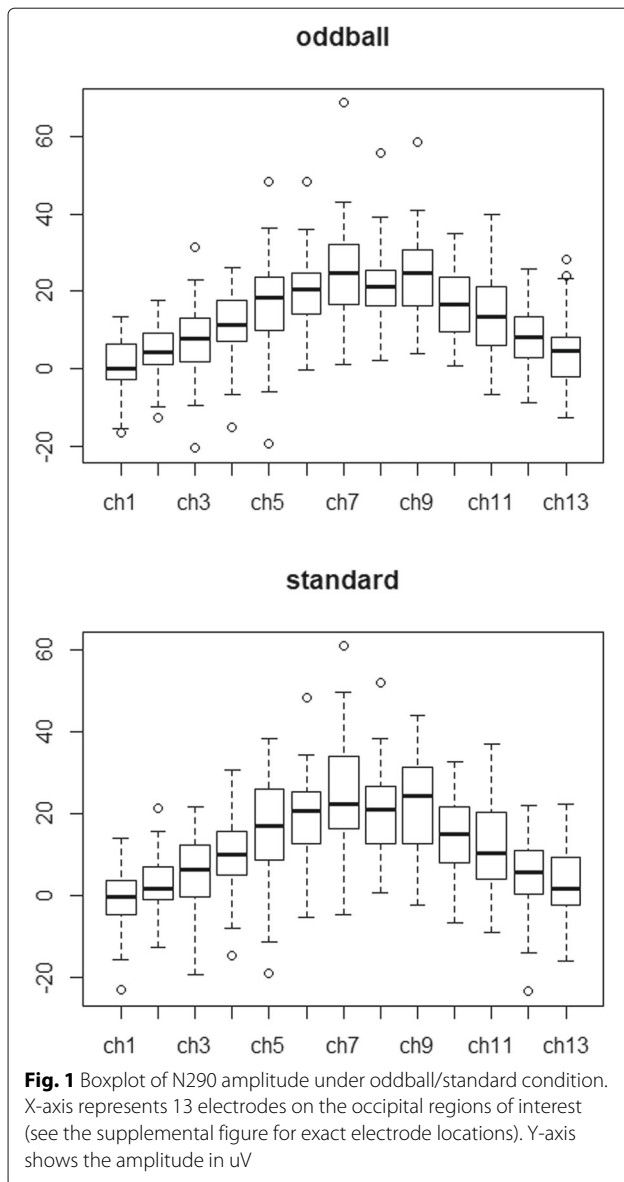 oddball
60
40
20
0
-20
ch1 ch3 ch5 ch7 ch9 ch11 ch13
standard
60
40
20
0
-20
ch1 ch3 ch5 ch7 ch9 ch11 ch13
Fig. 1 Boxplot of N290 amplitude under oddball/standard condition.
X-axis represents 13 electrodes on the occipital regions of interest
(see the supplemental figure for exact electrode locations). Y-axis
shows the amplitude in uV